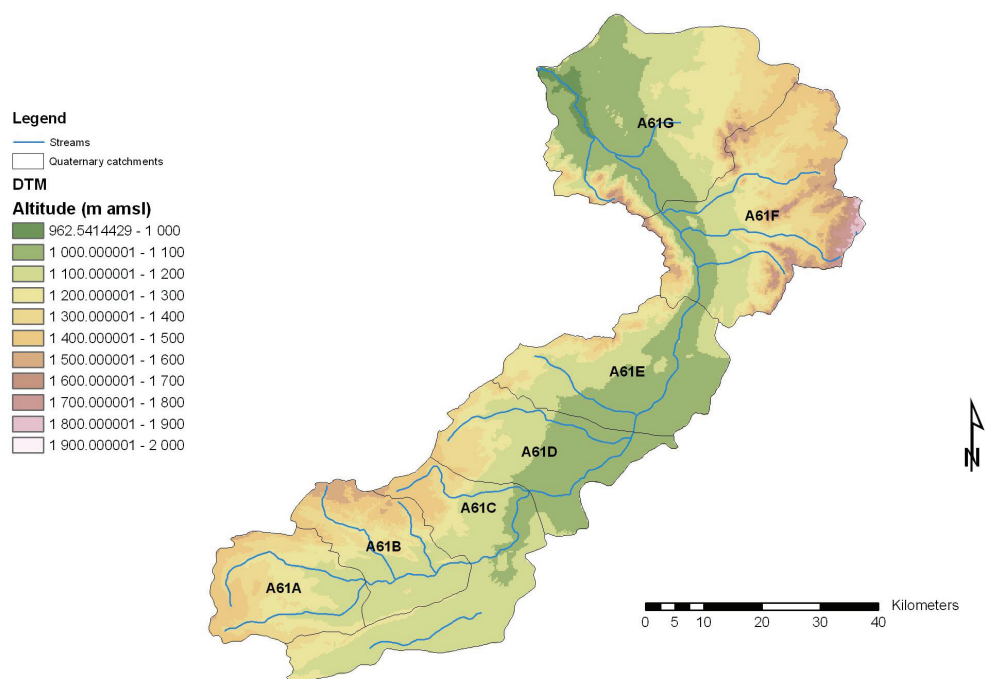 Legend
Streams
Quaternary catchments
DTM
Altitude (m amsl)
962.5414429 - 1 000
1 000.000001 - 1 100
1 100.000001 - 1 200
1 200.000001 - 1 300
1 300.000001 - 1 400
1 400.000001 - 1 500
1 500.000001 - 1 600
1 600.000001 - 1 700
1 700.000001 - 1 800
1 800.000001 - 1 900
1 900.000001 - 2 000
A61G
A61F
A61E
A61D
A61C
A61B
A61A
N
Kilometers
0 5 10 20 30 40